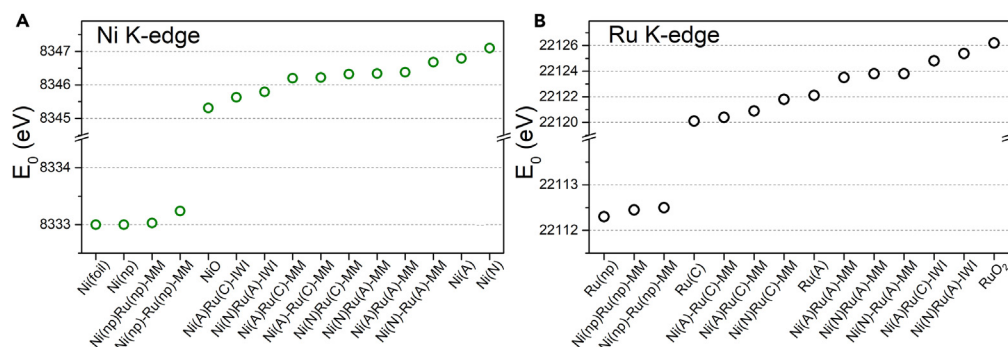 A
Ni K-edge
E0 (eV)
8347
8346
8345
8334
8333
Ni(foil)
Ni(np)
Ni(np)Ru(np)-MM
Ni(np)-Ru(np)-MM
NiO
Ni(A)Ru(C)-IWI
Ni(N)Ru(A)-IWI
Ni(A)Ru(C)-MM
Ni(A)-Ru(C)-MM
Ni(N)Ru(C)-MM
Ni(N)Ru(A)-MM
Ni(A)Ru(A)-MM
Ni(N)-Ru(A)-MM
Ni(A)
Ni(N)
B
Ru K-edge
E0 (eV)
22126
22124
22122
22121
22120
22113
22112
Ru(np)
Ni(np)Ru(np)-MM
Ni(np)-Ru(np)-MM
Ru(C)
Ni(A)-Ru(C)-MM
Ni(A)Ru(C)-MM
Ni(N)Ru(C)-MM
Ru(A)
Ni(A)Ru(A)-MM
Ni(N)Ru(A)-MM
Ni(N)-Ru(A)-MM
Ni(A)Ru(C)-IWI
Ni(N)Ru(A)-IWI
RuO2